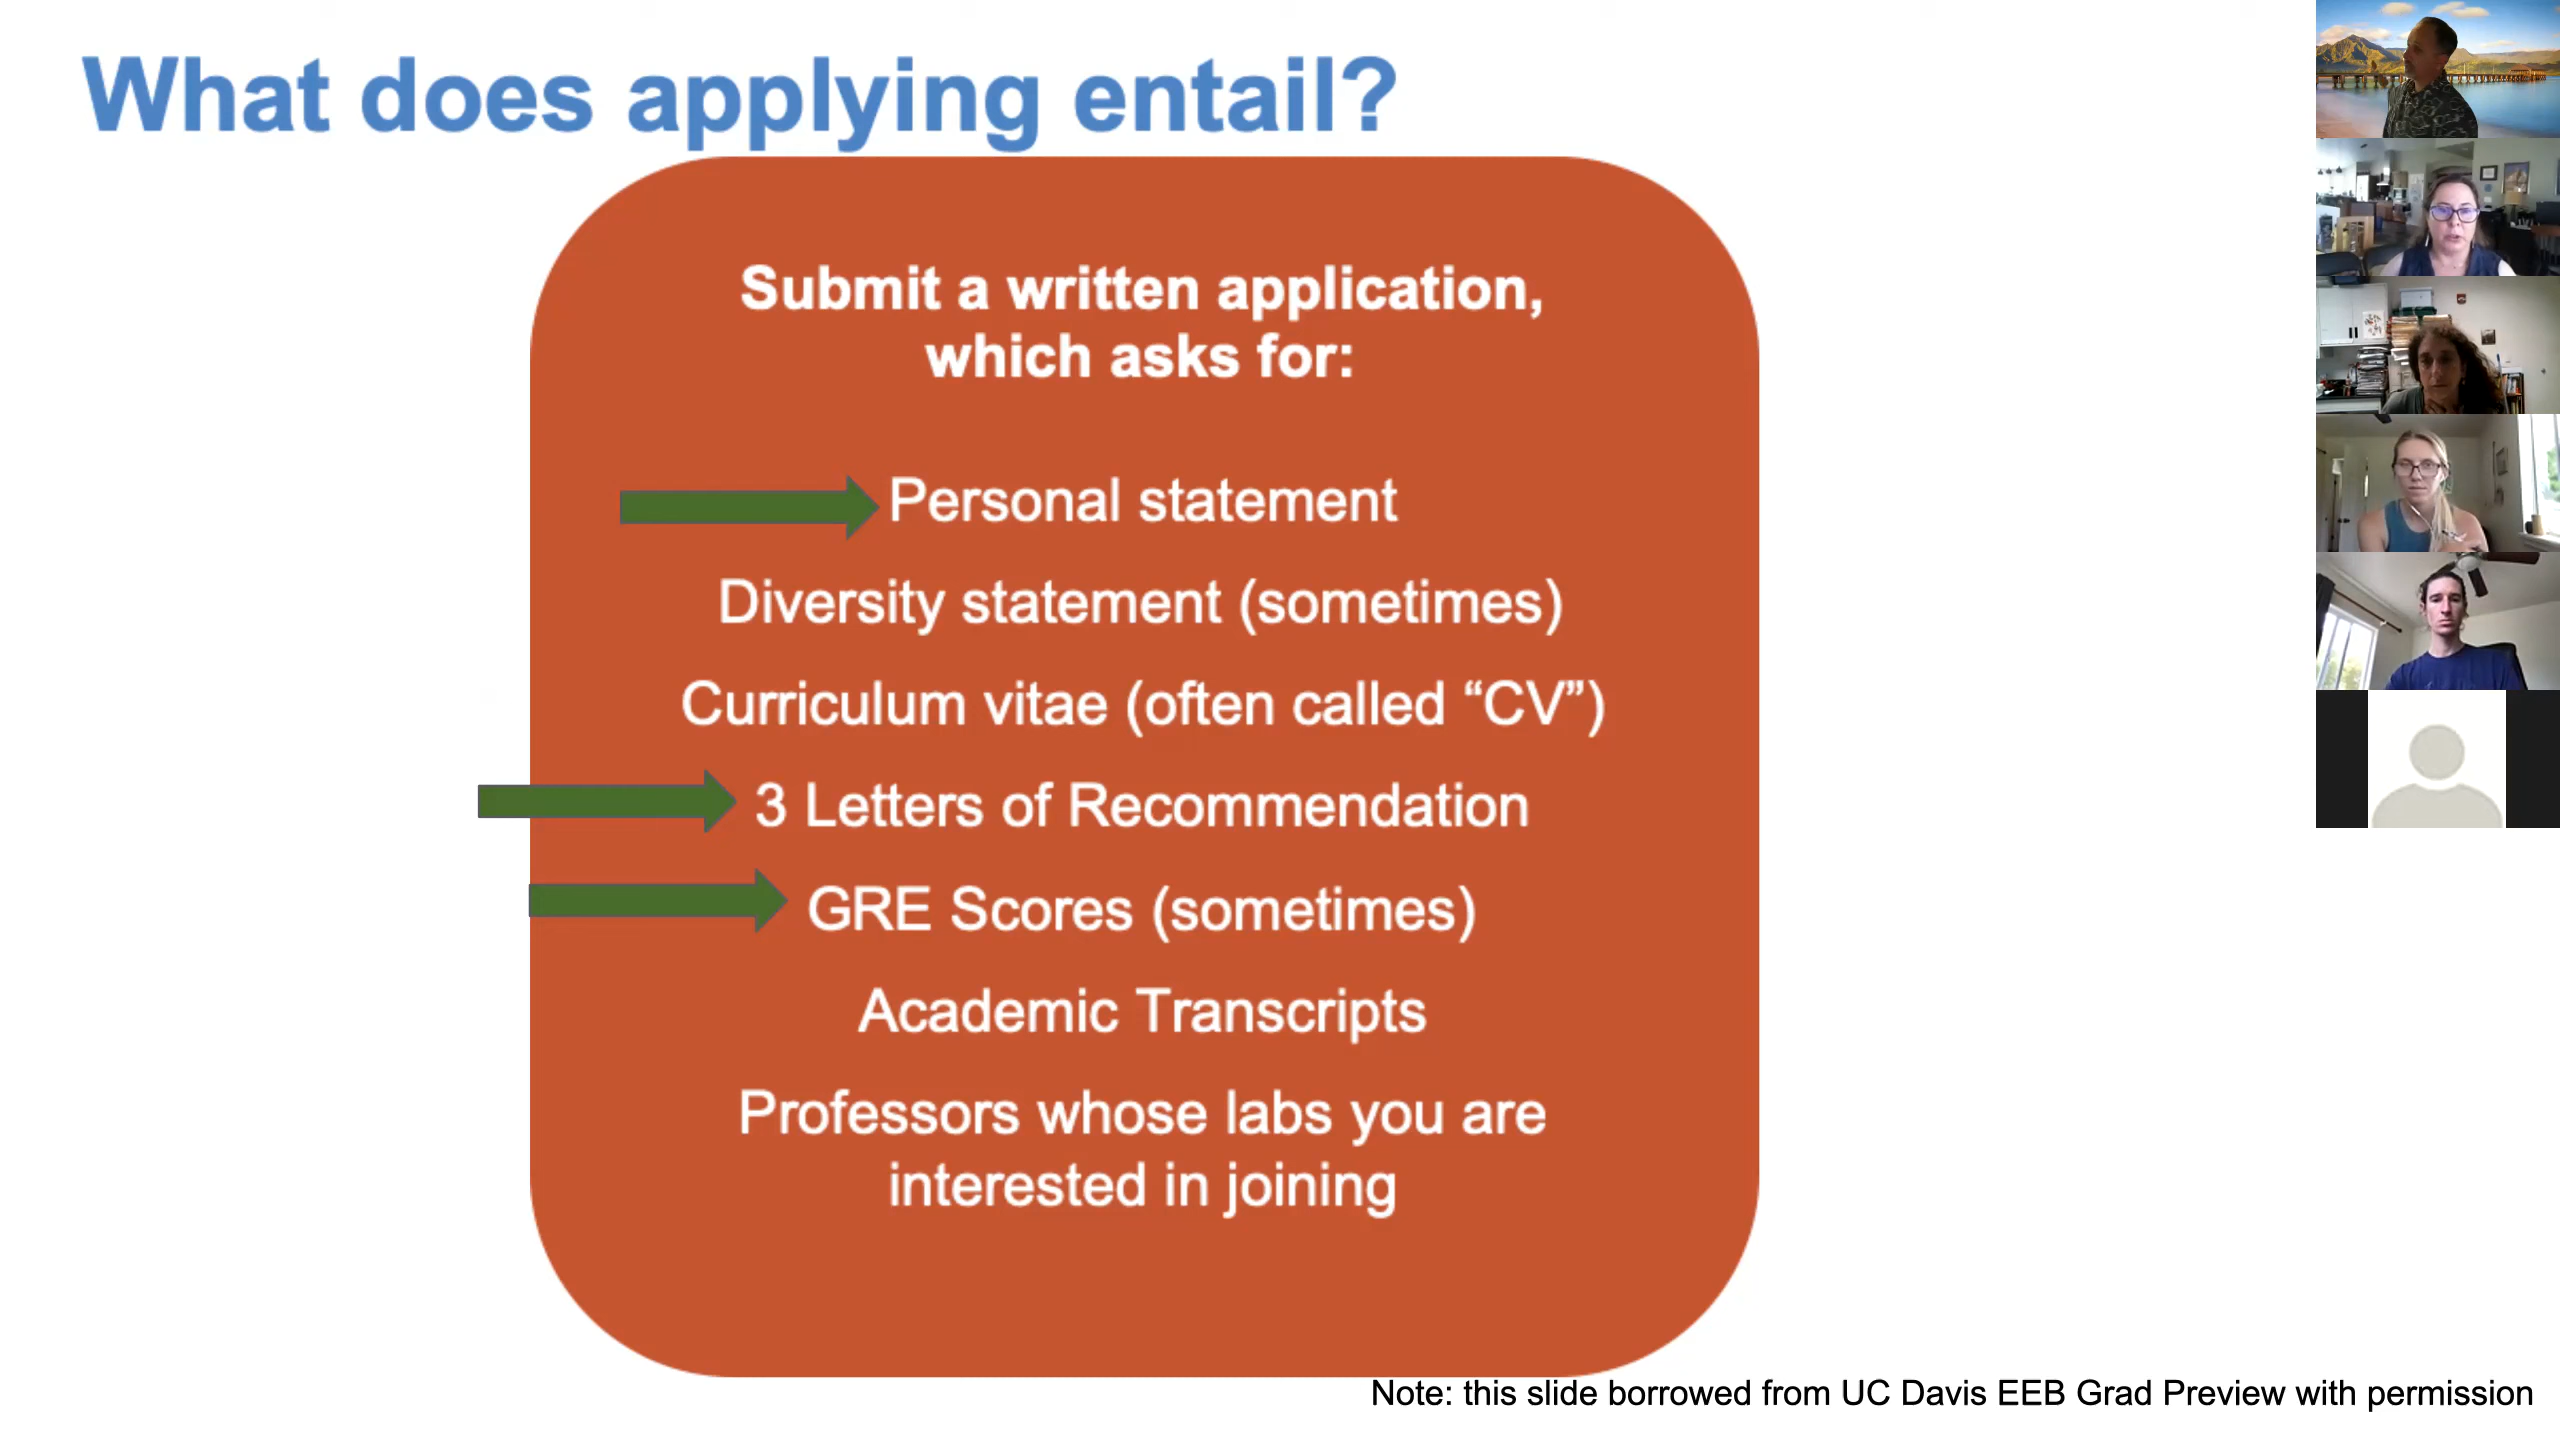 What does applying entail?
Submit a written application,
which asks for:
Personal statement
Diversity statement (sometimes)
Curriculum vitae (often called “CV”)
3 Letters of Recommendation
GRE Scores (sometimes)
Academic Transcripts
Professors whose labs you are
interested in joining
Note: this slide borrowed from UC Davis EEB Grad Preview with permission